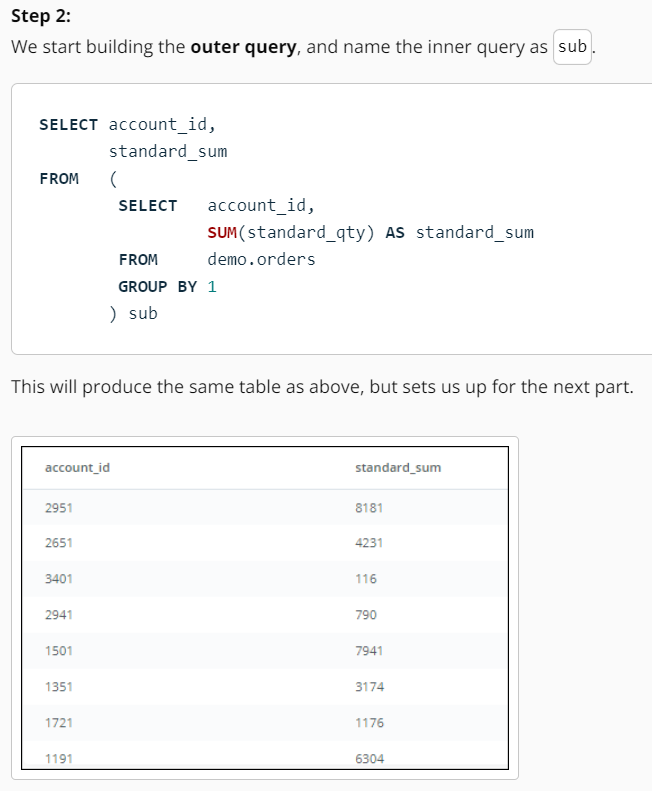 Step 2:
We start building the outer query, and name the inner query as sub.
SELECT account_id,
standard_sum
FROM (
SELECT account_id,
SUM(standard_qty) AS standard_sum
FROM demo.orders
GROUP BY 1
) sub
This will produce the same table as above, but sets us up for the next part.
account_id standard_sum
2951 8181
2651 4231
3401 116
2941 790
1501 7941
1351 3174
1721 1176
1191 6304